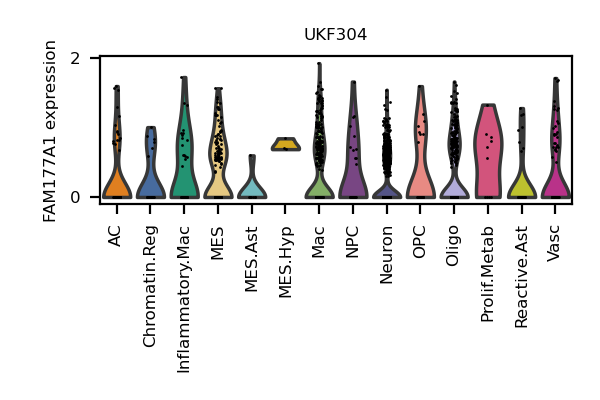 UKF304
FAM177A1 expression
2
0
AC
Chromatin.Reg
Inflammatory.Mac
MES
MES.Ast
MES.Hyp
Mac
NPC
Neuron
OPC
Oligo
Prolif.Metab
Reactive.Ast
Vasc